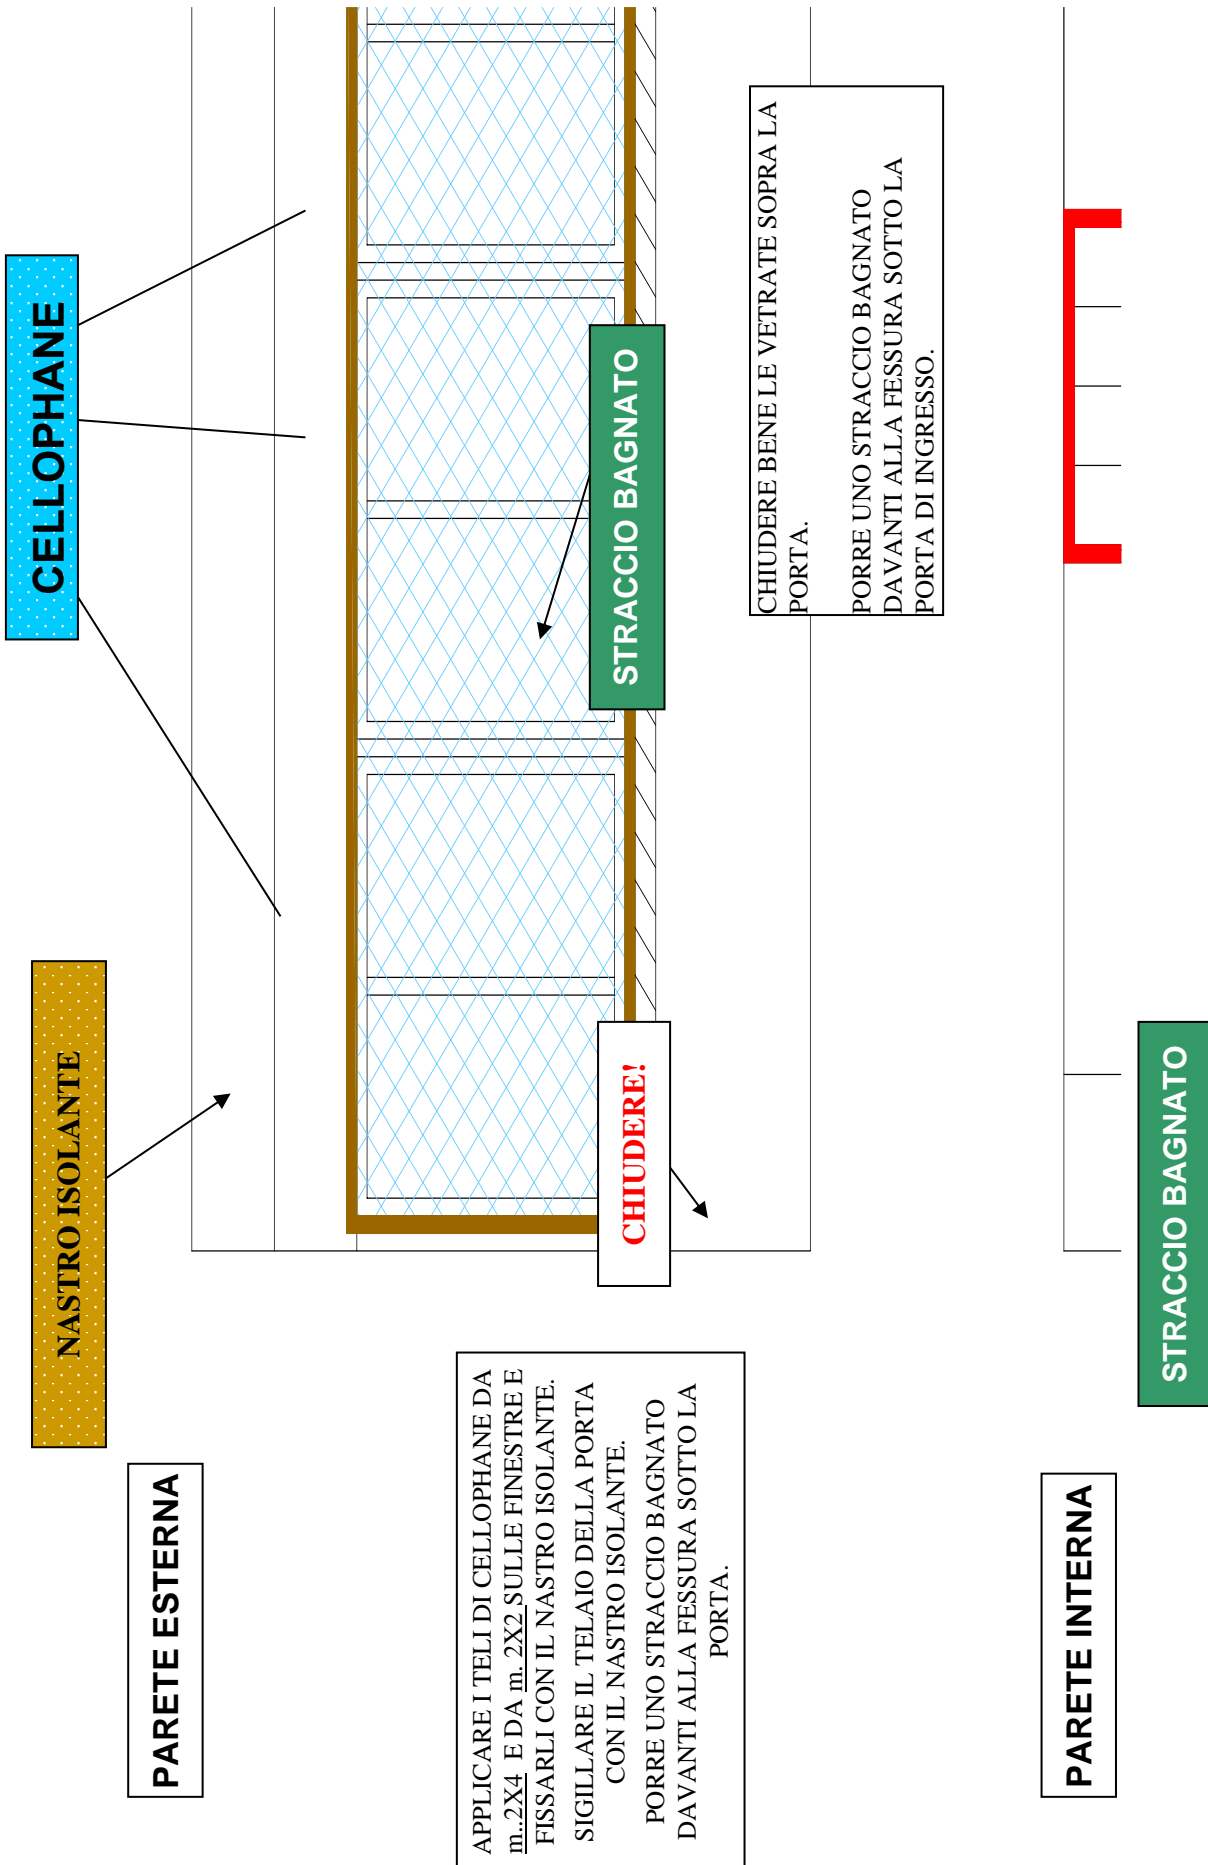 PARETE ESTERNA
NASTRO ISOLANTE
CELLOPHANE
APPLICARE I TELI DI CELLOPHANE DA
m..2X4 E DA m. 2X2 SULLE FINESTRE E
FISSARLI CON IL NASTRO ISOLANTE.
SIGILLARE IL TELAIO DELLA PORTA
CON IL NASTRO ISOLANTE.
PORRE UNO STRACCIO BAGNATO
DAVANTI ALLA FESSURA SOTTO LA
PORTA.
CHIUDERE!
STRACCIO BAGNATO
CHIUDERE BENE LE VETRATE SOPRA LA
PORTA.
PORRE UNO STRACCIO BAGNATO
DAVANTI ALLA FESSURA SOTTO LA
PORTA DI INGRESSO.
PARETE INTERNA
STRACCIO BAGNATO